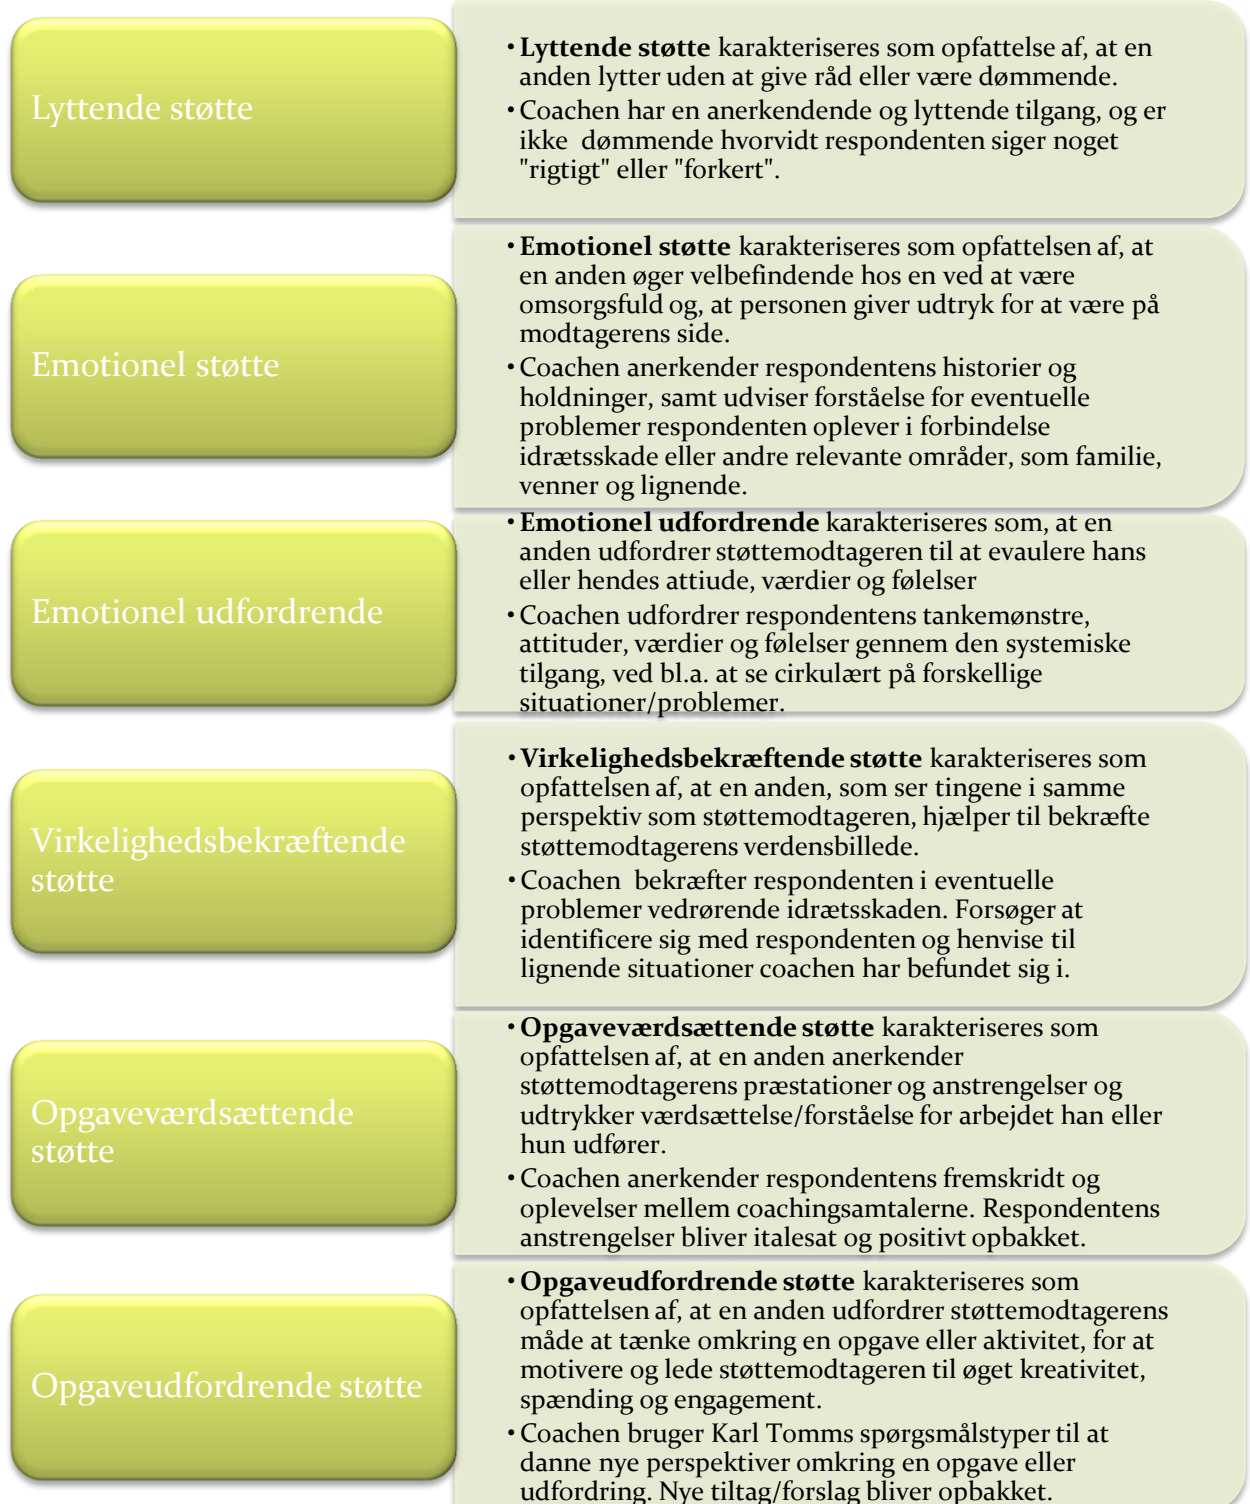 Lyttende støtte
•Lyttende støtte karakteriseres som opfattelse af, at en
anden lytter uden at give råd eller være dømmende.
•Coachen har en anerkendende og lyttende tilgang, og er
ikke  dømmende hvorvidt respondenten siger noget
"rigtigt" eller "forkert".
Emotionel støtte
•Emotionel støtte karakteriseres som opfattelsen af, at
en anden øger velbefindende hos en ved at være
omsorgsfuld og, at personen giver udtryk for at være på
modtagerens side.
•Coachen anerkender respondentens historier og
holdninger, samt udviser forståelse for eventuelle
problemer respondenten oplever i forbindelse
idrætsskade eller andre relevante områder, som familie,
venner og lignende.
Emotionel udfordrende
•Emotionel udfordrende karakteriseres som, at en
anden udfordrer støttemodtageren til at evaulere hans
eller hendes attiude, værdier og følelser
•Coachen udfordrer respondentens tankemønstre,
attituder, værdier og følelser gennem den systemiske
tilgang, ved bl.a. at se cirkulært på forskellige
situationer/problemer.
Virkelighedsbekræftende
støtte
•Virkelighedsbekræftende støtte karakteriseres som
opfattelsen af, at en anden, som ser tingene i samme
perspektiv som støttemodtageren, hjælper til bekræfte
støttemodtagerens verdensbillede.
•Coachen  bekræfter respondenten i eventuelle
problemer vedrørende idrætsskaden. Forsøger at
identificere sig med respondenten og henvise til
lignende situationer coachen har befundet sig i.
Opgaveværdsættende
støtte
•Opgaveværdsættende støtte karakteriseres som
opfattelsen af, at en anden anerkender
støttemodtagerens præstationer og anstrengelser og
udtrykker værdsættelse/forståelse for arbejdet han eller
hun udfører.
•Coachen anerkender respondentens fremskridt og
oplevelser mellem coachingsamtalerne. Respondentens
anstrengelser bliver italesat og positivt opbakket.
Opgaveudfordrende støtte
•Opgaveudfordrende støtte karakteriseres som
opfattelsen af, at en anden udfordrer støttemodtagerens
måde at tænke omkring en opgave eller aktivitet, for at
motivere og lede støttemodtageren til øget kreativitet,
spænding og engagement.
•Coachen bruger Karl Tomms spørgsmålstyper til at
danne nye perspektiver omkring en opgave eller
udfordring. Nye tiltag/forslag bliver opbakket.